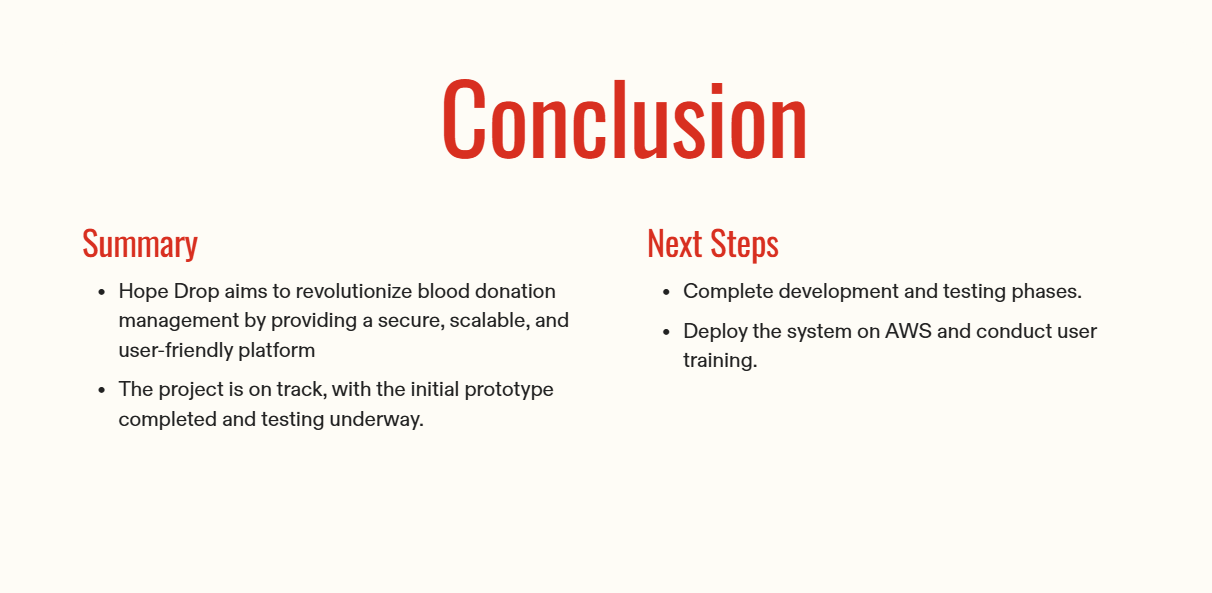 Conclusion
Summary
• Hope Drop aims to revolutionize blood donation
management by providing a secure, scalable, and
user-friendly platform
• The project is on track, with the initial prototype
completed and testing underway.
Next Steps
• Complete development and testing phases.
• Deploy the system on AWS and conduct user
training.